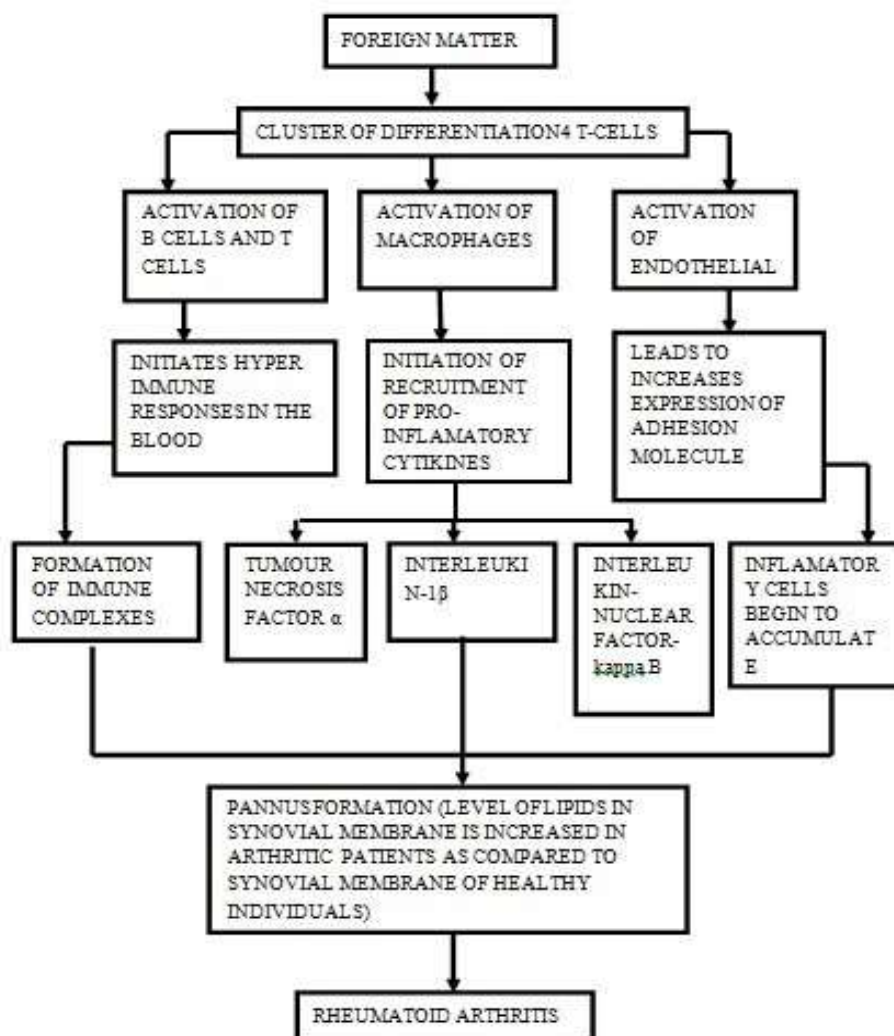 FOREIGN MATTER
CLUSTER OF DIFFERENTIATION4 T-CELLS
ACTIVATION OF
B CELLS AND T
CELLS
ACTIVATION OF
MACROPHAGES
ACTIVATION
OF
ENDOTHELIAL
INITIATES HYPER
IMMUNE
RESPONSES IN THE
BLOOD
INITIATION OF
RECRUITMENT
OF PRO-
INFLAMATORY
CYTIKINES
LEADS TO
INCREASES
EXPRESSION OF
ADHESION
MOLECULE
FORMATION
OF IMMUNE
COMPLEXES
TUMOUR
NECROSIS
FACTOR α
INTERLEUKI
N-1β
INTERLEU
KIN-
NUCLEAR
FACTOR-
kappa B
INFLAMATOR
Y CELLS
BEGIN TO
ACCUMULAT
E
PANNUSFORMATION (LEVEL OF LIPIDS IN
SYNOVIAL MEMBRANE IS INCREASED IN
ARTHRITIC PATIENTS AS COMPARED TO
SYNOVIAL MEMBRANE OF HEALTHY
INDIVIDUALS)
RHEUMATOID ARTHRITIS